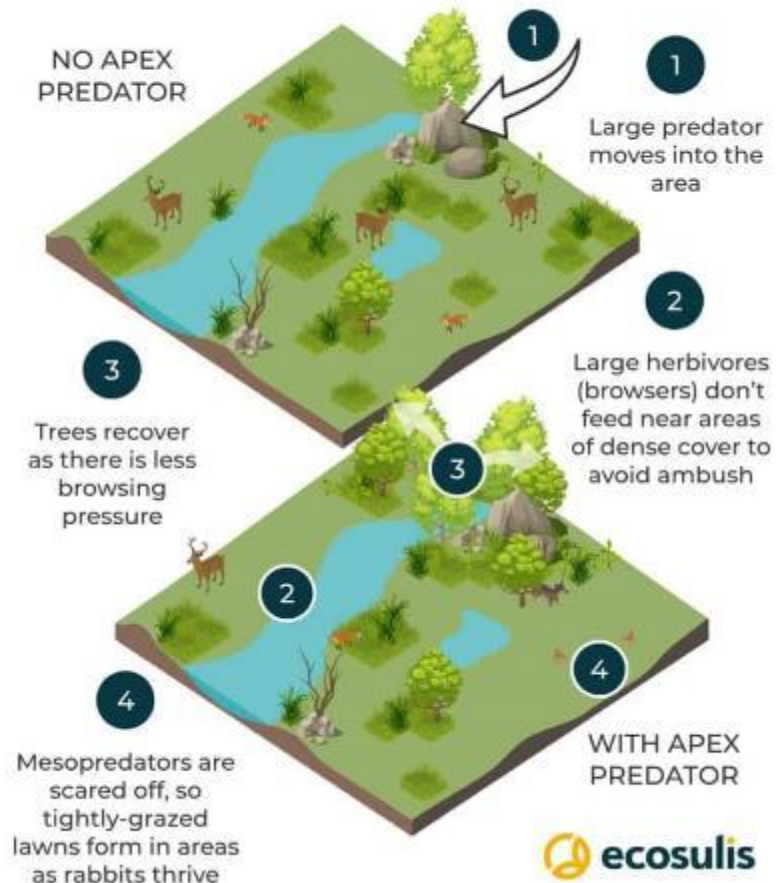 NO APEX
PREDATOR
1
1
Large predator
moves into the
area
2
Large herbivores
(browsers) don't
feed near areas
of dense cover to
avoid ambush
3
Trees recover
as there is less
browsing
pressure
3
2
4
4
Mesopredators are
scared off, so
tightly-grazed
lawns form in areas
as rabbits thrive
WITH APEX
PREDATOR
ecosulis